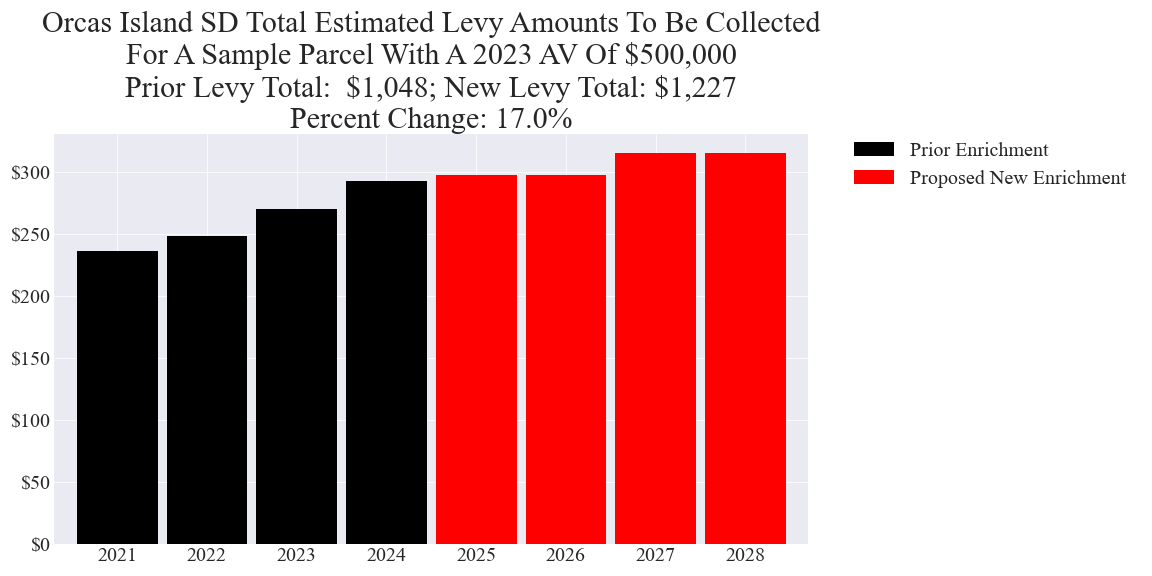 Orcas Island SD Total Estimated Levy Amounts To Be Collected
For A Sample Parcel With A 2023 AV Of $500,000
Prior Levy Total:  $1,048; New Levy Total: $1,227
Percent Change: 17.0%
Prior Enrichment
Proposed New Enrichment
$300
$250
$200
$150
$100
$50
$0
2021 2022 2023 2024 2025 2026 2027 2028